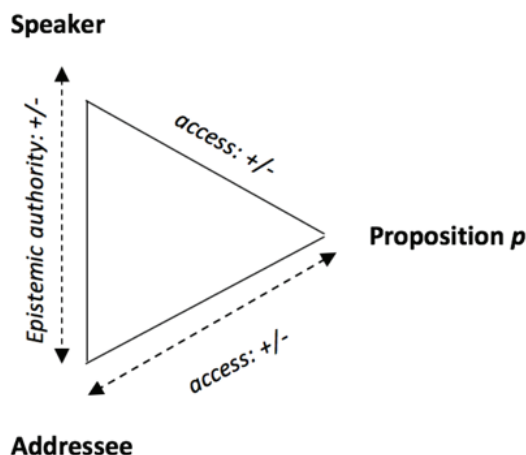 Speaker
Epistemic authority: +/-
access: +/-
Proposition p
access: +/-
Addressee